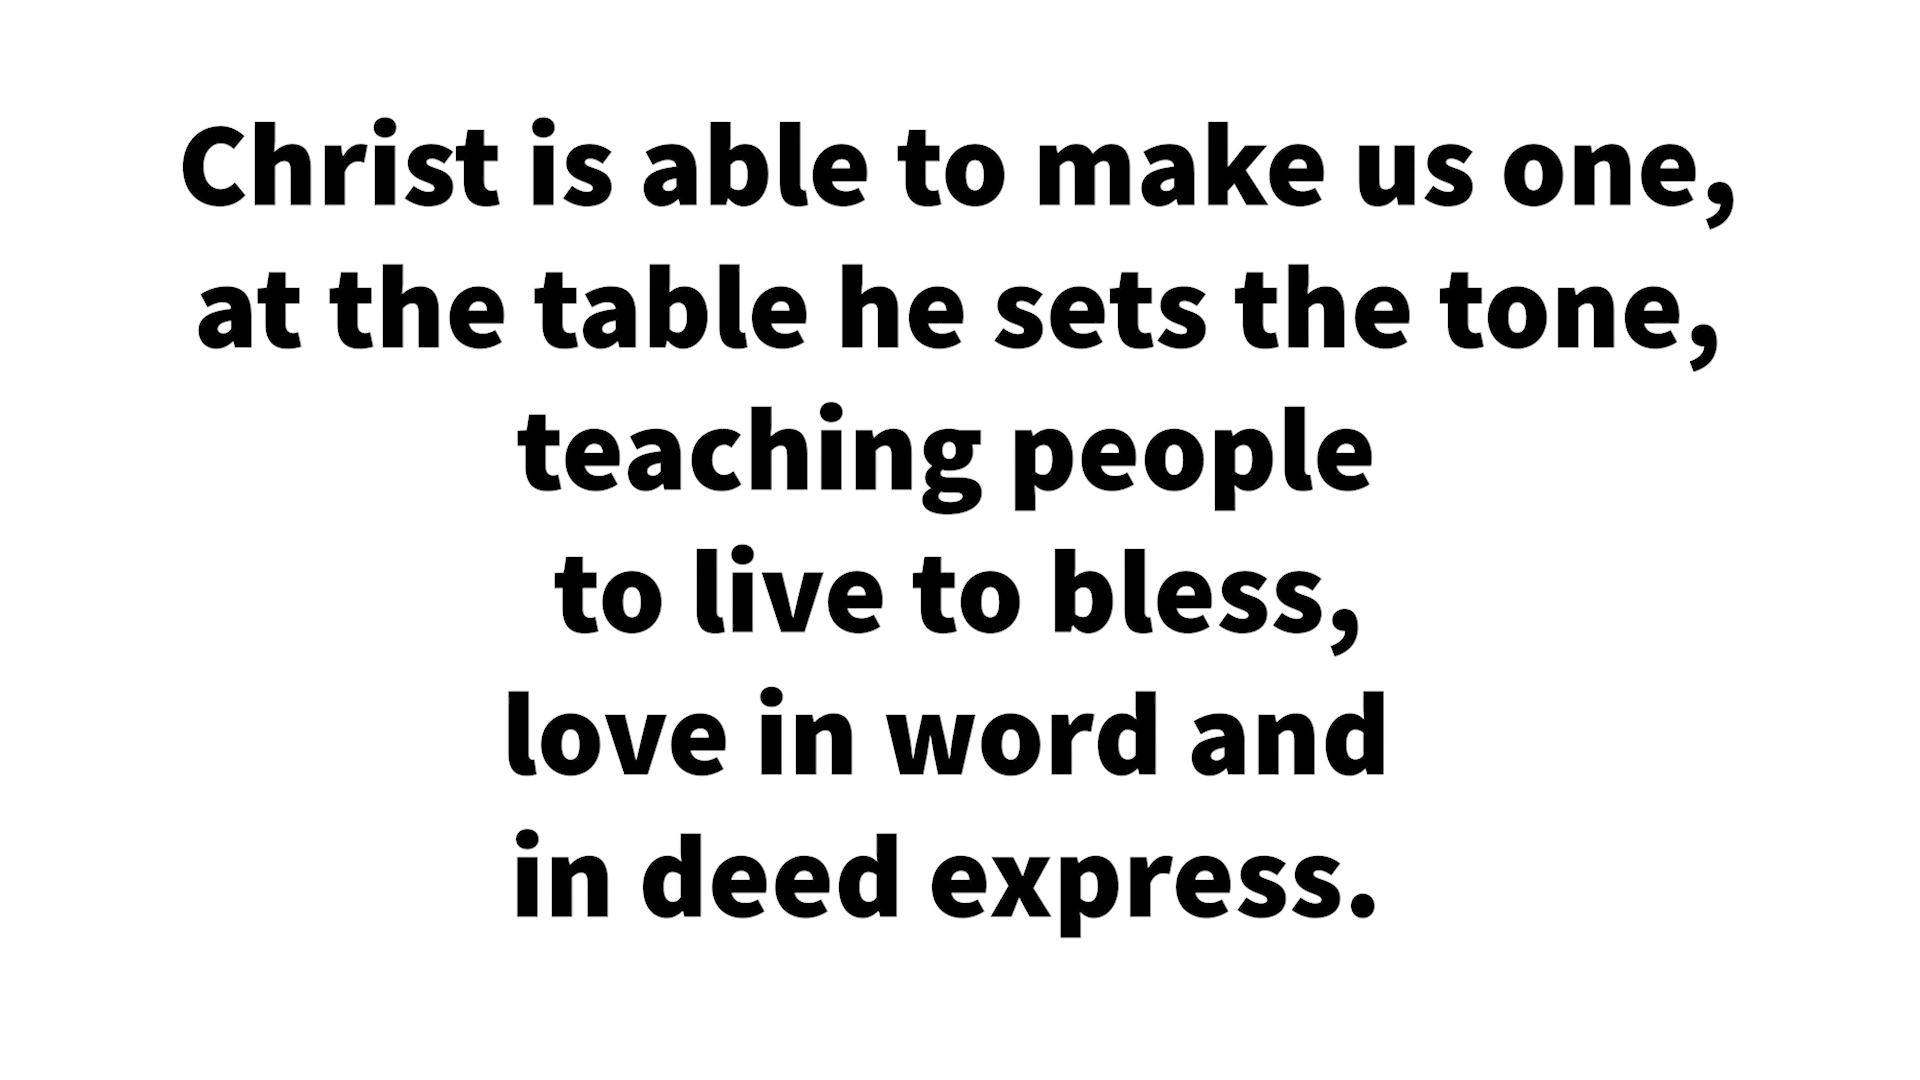 Christ is able to make us one,
at the table he sets the tone,
teaching people
to live to bless,
love in word and
in deed express.